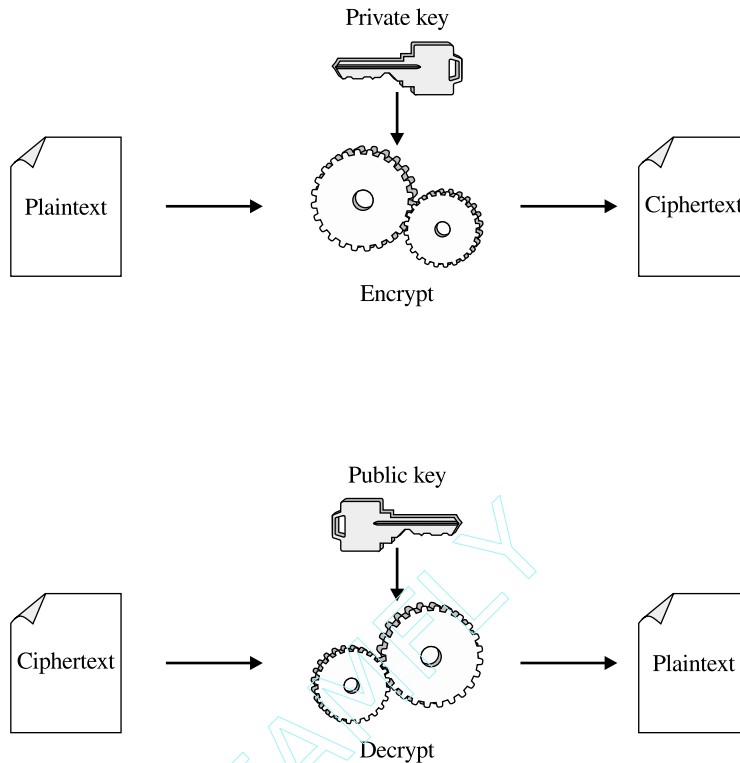 Private key
Plaintext
Ciphertext
Encrypt
Public key
Ciphertext
Plaintext
Decrypt